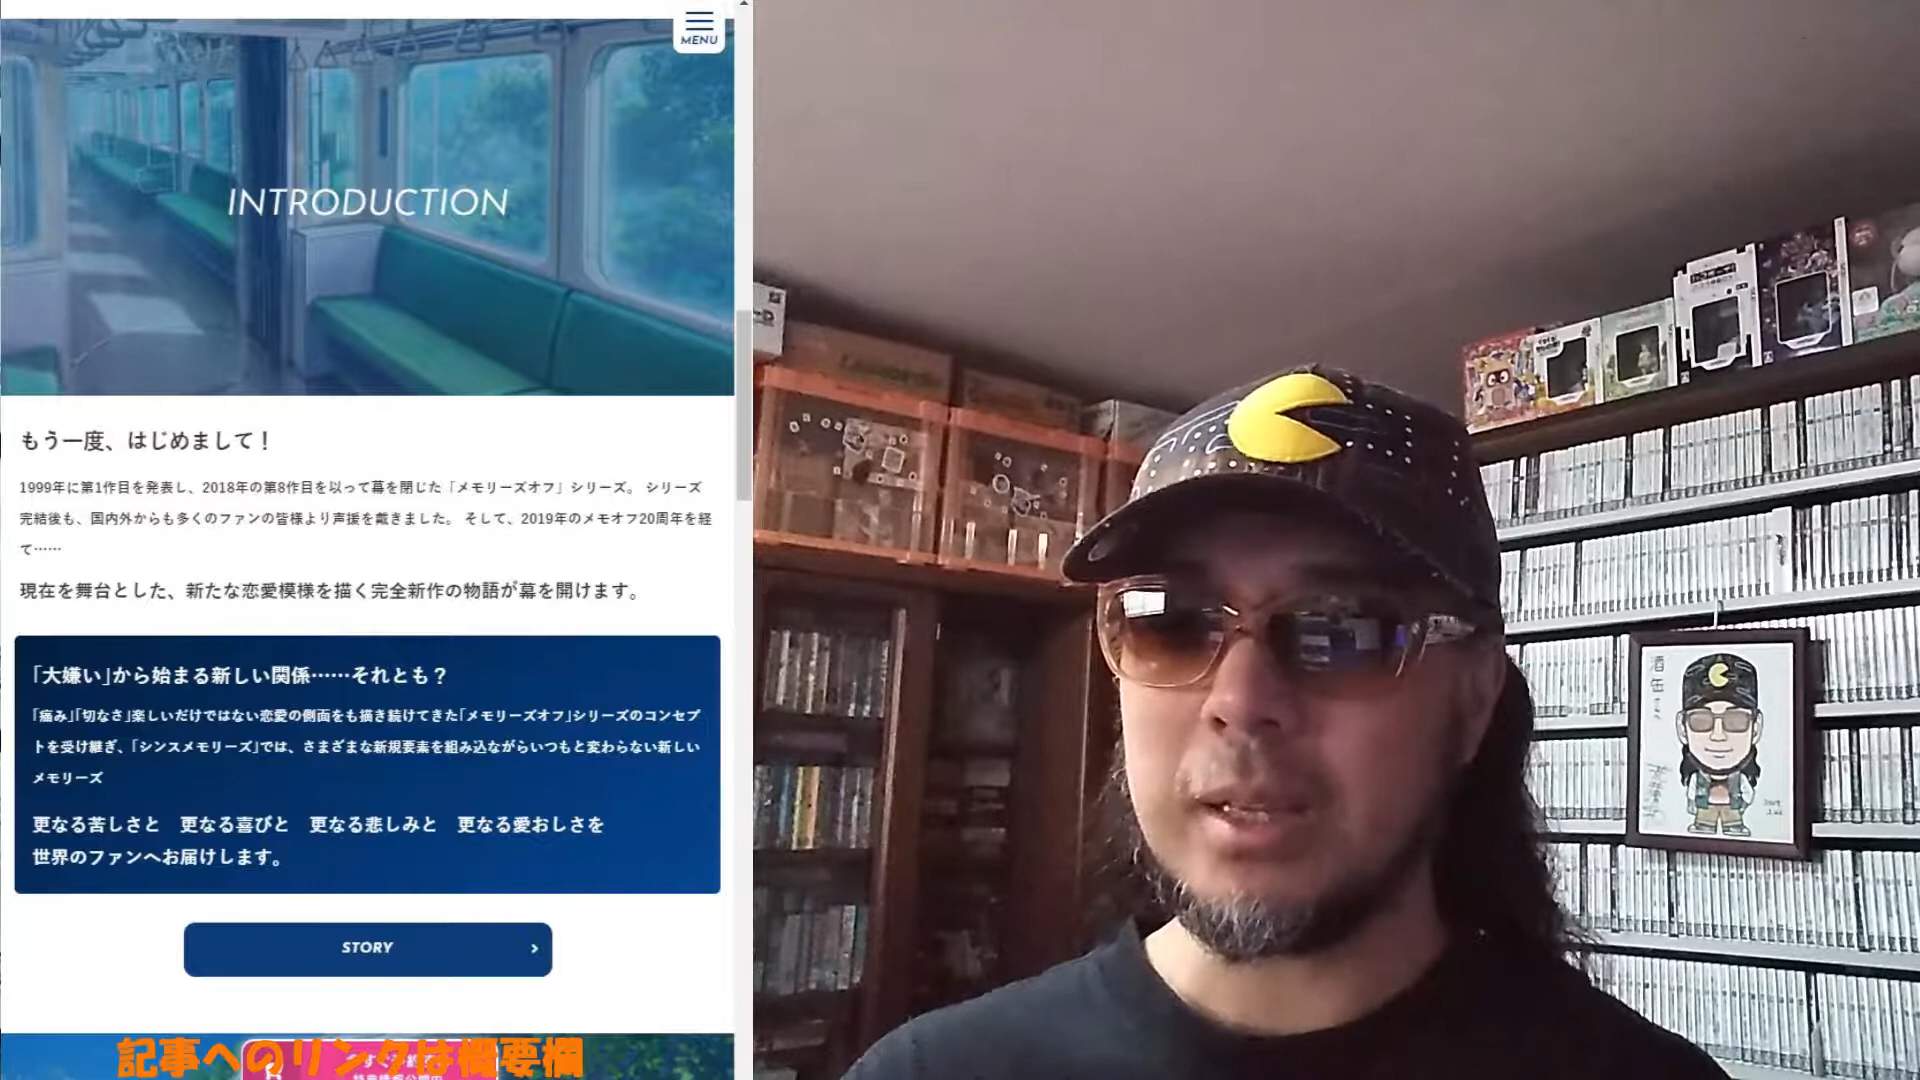 MENU
INTRODUCTION
もう一度、はじめまして！
1999年に第1作目を発表し、2018年の第8作目を以って幕を閉じた「メモリーズオフ」シリーズ。 シリーズ
完結後も、国内外からも多くのファンの皆様より声援を戴きました。 そして、2019年のメモオフ20周年を経
て……
現在を舞台とした、新たな恋愛模様を描く完全新作の物語が幕を開けます。
「大嫌い」から始まる新しい関係……それとも？
「痛み」「切なさ」楽しいだけではない恋愛の側面をも描き続けてきた「メモリーズオフ」シリーズのコンセプ
トを受け継ぎ、「シンスメモリーズ」では、さまざまな新規要素を組み込ながらいつもと変わらない新しい
メモリーズ
更なる苦しさと　更なる喜びと　更なる悲しみと　更なる愛おしさを
世界のファンへお届けします。
STORY
記事へのリンクは概要欄